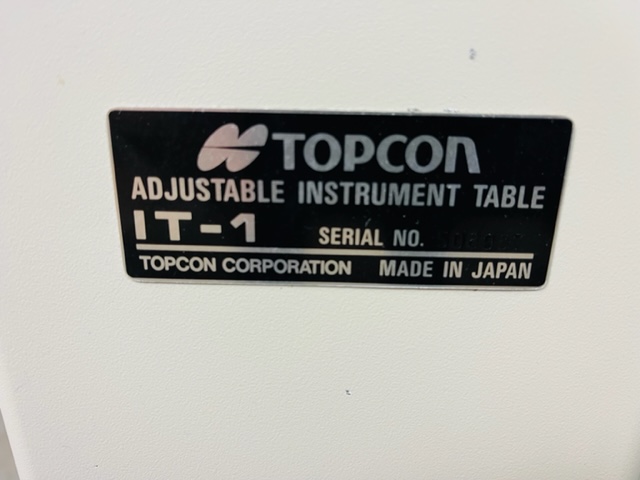 TOPCON
ADJUSTABLE INSTRUMENT TABLE
IT-1 SERIAL NO.
TOPCON CORPORATION MADE IN JAPAN